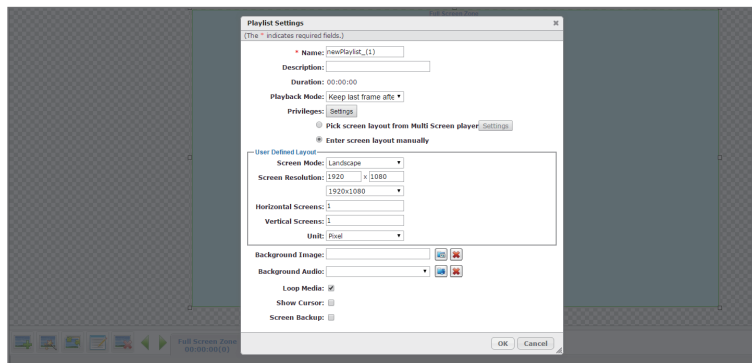 Full Screen Zone
Playlist Settings
(The * indicates required fields.)
* Name: newPlaylist_(1)
Description:
Duration: 00:00:00
Playback Mode: Keep last frame afte
Privileges: Settings
Pick screen layout from Multi Screen player Settings
Enter screen layout manually
User Defined Layout
Screen Mode: Landscape
Screen Resolution: 1920 x 1080
1920x1080
Horizontal Screens: 1
Vertical Screens: 1
Unit: Pixel
Background Image:
Background Audio:
Loop Media:
Show Cursor:
Screen Backup:
OK Cancel
Full Screen Zone
00:00:00(0)